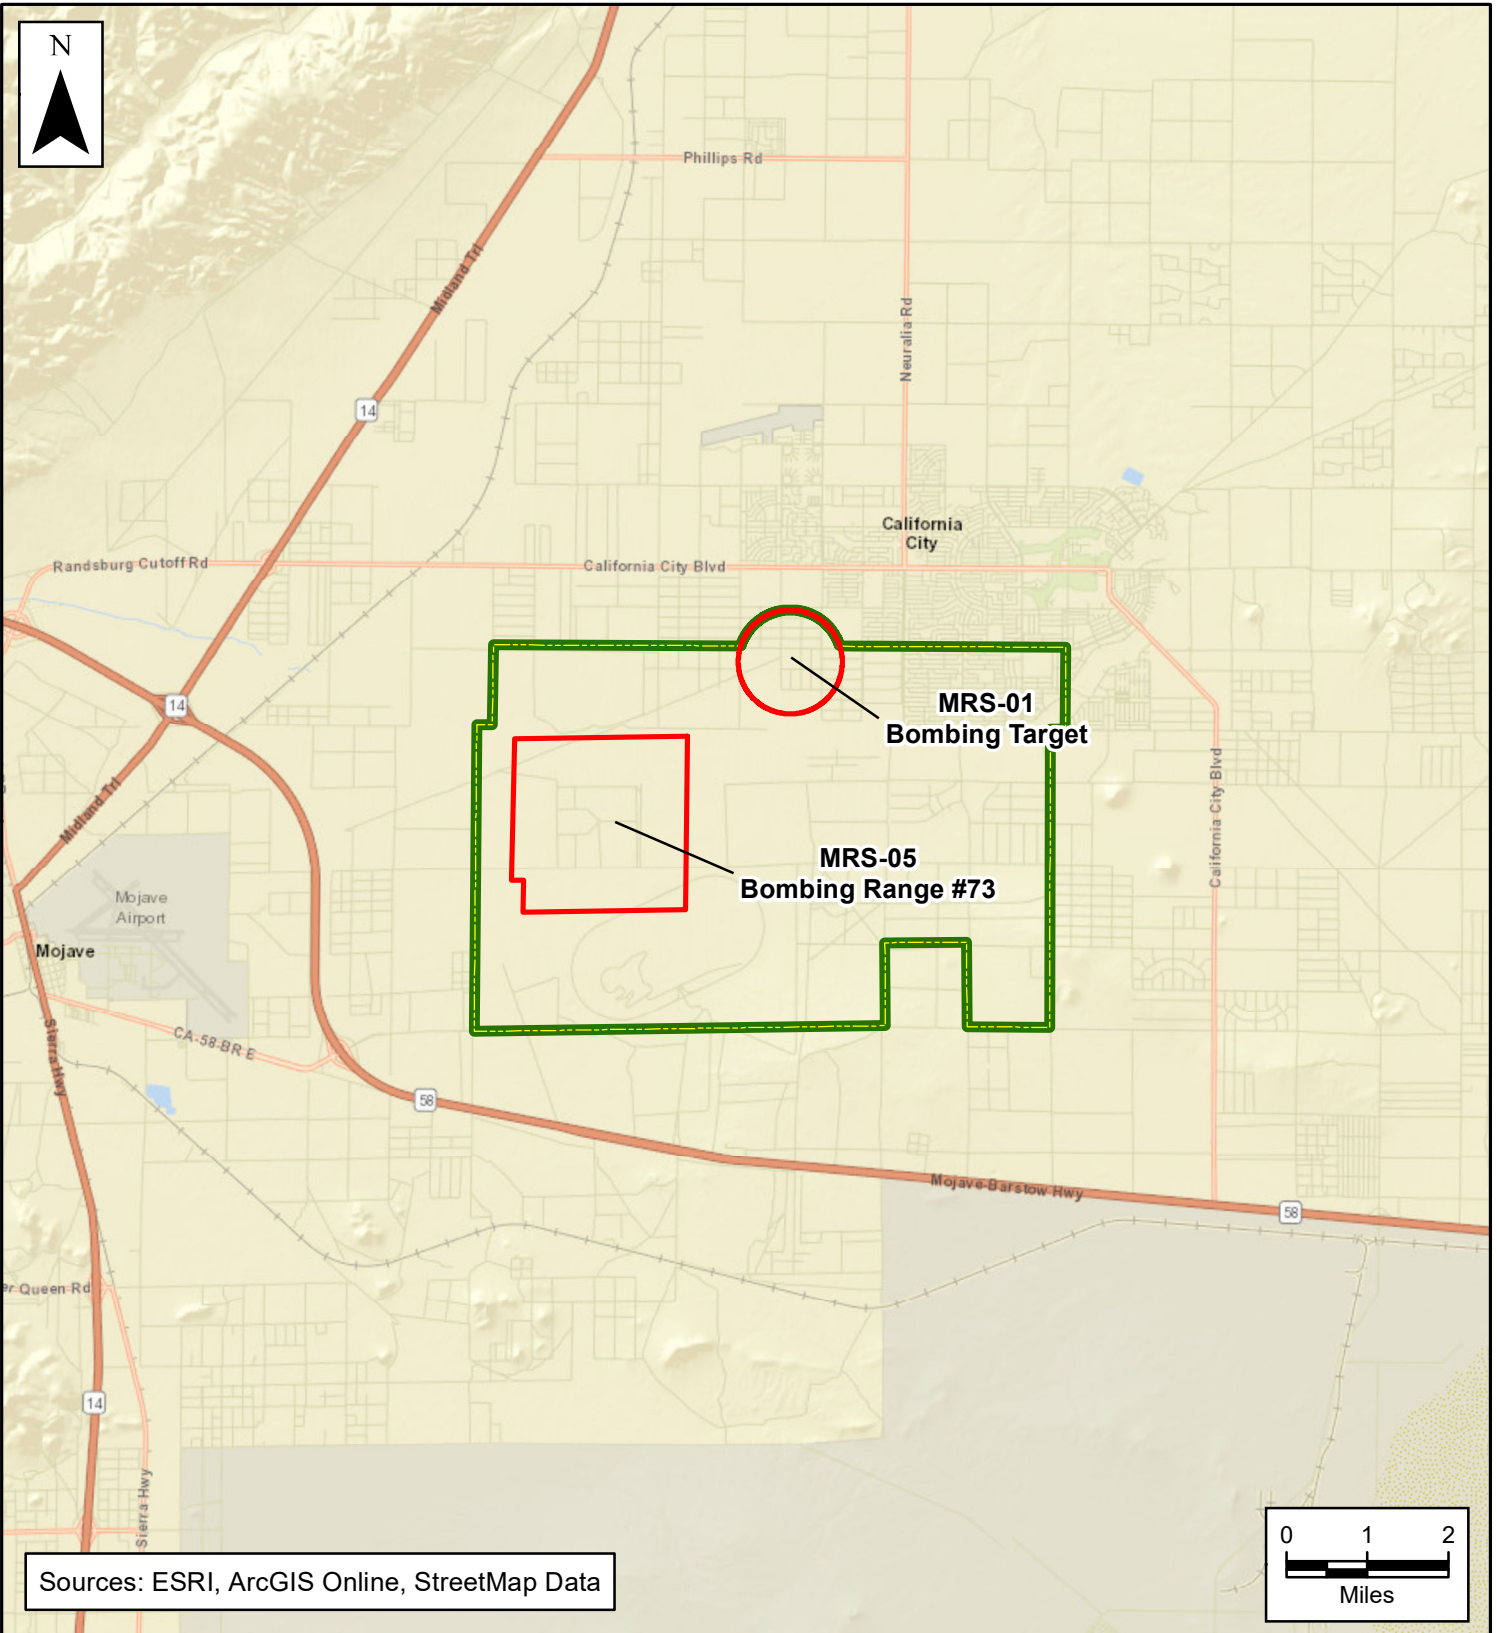 N
Phillips Rd
Midland Trl
Neuralia Rd
14
California
City
Randsburg Cutoff Rd
California City Blvd
14
MRS-01
Bombing Target
Midland Trl
California City Blvd
MRS-05
Bombing Range #73
Mojave
Airport
Mojave
Sierra Hwy
CA-58-BR E
58
Mojave-Barstow Hwy
58
er Queen Rd
14
Sierra Hwy
0 1 2
Miles
Sources: ESRI, ArcGIS Online, StreetMap Data